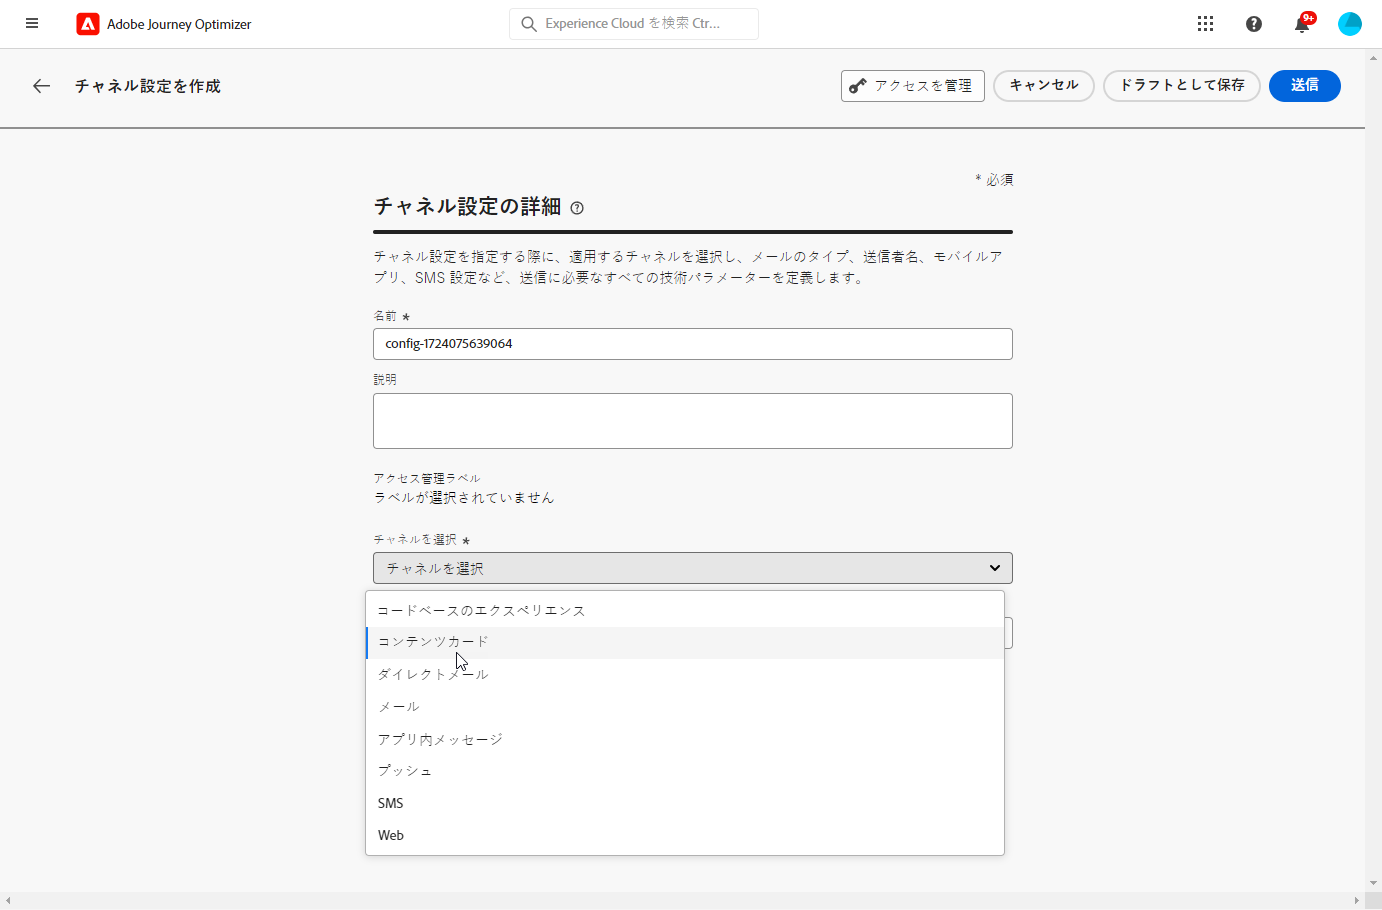 Adobe Journey Optimizer
Experience Cloud を検索 Ctr...
9+
チャネル設定を作成
アクセスを管理
キャンセル
ドラフトとして保存
送信
* 必須
チャネル設定の詳細
チャネル設定を指定する際に、適用するチャネルを選択し、メールのタイプ、送信者名、モバイルア
プリ、SMS 設定など、送信に必要なすべての技術パラメーターを定義します。
名前 *
config-1724075639064
説明
アクセス管理ラベル
ラベルが選択されていません
チャネルを選択 *
チャネルを選択
コードベースのエクスペリエンス
コンテンツカード
ダイレクトメール
メール
アプリ内メッセージ
プッシュ
SMS
Web